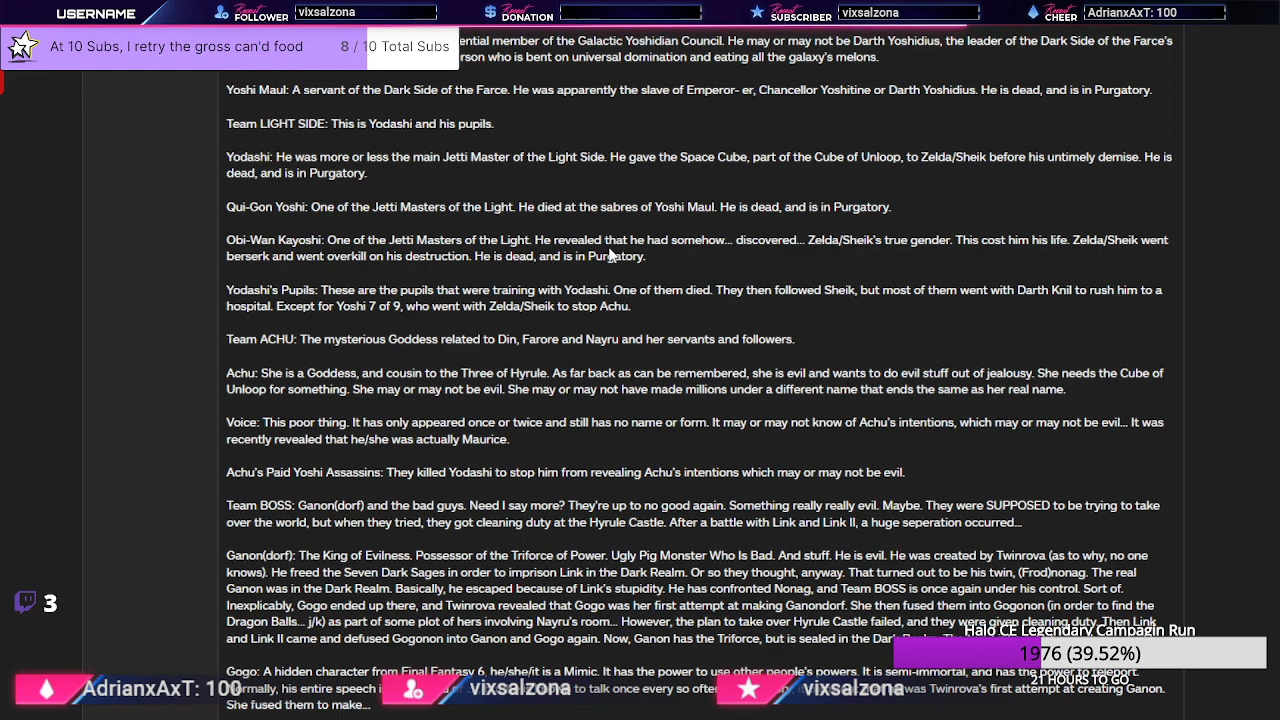 USERNAME
Recent FOLLOWER vixsalzona
Recent DONATION
Recent SUBSCRIBER vixsalzona
Recent CHEER AdrianxAxT: 100
At 10 Subs, I retry the gross can'd food 8 / 10 Total Subs
ential member of the Galactic Yoshidian Council. He may or may not be Darth Yoshidius, the leader of the Dark Side of the Farce's
rson who is bent on universal domination and eating all the galaxy's melons.
Yoshi Maul: A servant of the Dark Side of the Farce. He was apparently the slave of Emperor- er, Chancellor Yoshitine or Darth Yoshidius. He is dead, and is in Purgatory.
Team LIGHT SIDE: This is Yodashi and his pupils.
Yodashi: He was more or less the main Jetti Master of the Light Side. He gave the Space Cube, part of the Cube of Unloop, to Zelda/Sheik before his untimely demise. He is
dead, and is in Purgatory.
Qui-Gon Yoshi: One of the Jetti Masters of the Light. He died at the sabres of Yoshi Maul. He is dead, and is in Purgatory.
Obi-Wan Kayoshi: One of the Jetti Masters of the Light. He revealed that he had somehow... discovered... Zelda/Sheik's true gender. This cost him his life. Zelda/Sheik went
berserk and went overkill on his destruction. He is dead, and is in Purgatory.
Yodashi's Pupils: These are the pupils that were training with Yodashi. One of them died. They then followed Sheik, but most of them went with Darth Knil to rush him to a
hospital. Except for Yoshi 7 of 9, who went with Zelda/Sheik to stop Achu.
Team ACHU: The mysterious Goddess related to Din, Farore and Nayru and her servants and followers.
Achu: She is a Goddess, and cousin to the Three of Hyrule. As far back as can be remembered, she is evil and wants to do evil stuff out of jealousy. She needs the Cube of
Unloop for something. She may or may not be evil. She may or may not have made millions under a different name that ends the same as her real name.
Voice: This poor thing. It has only appeared once or twice and still has no name or form. It may or may not know of Achu's intentions, which may or may not be evil... It was
recently revealed that he/she was actually Maurice.
Achu's Paid Yoshi Assassins: They killed Yodashi to stop him from revealing Achu's intentions which may or may not be evil.
Team BOSS: Ganon(dorf) and the bad guys. Need I say more? They're up to no good again. Something really really evil. Maybe. They were SUPPOSED to be trying to take
over the world, but when they tried, they got cleaning duty at the Hyrule Castle. After a battle with Link and Link II, a huge seperation occurred...
Ganon(dorf): The King of Evilness. Possessor of the Triforce of Power. Ugly Pig Monster Who Is Bad. And stuff. He is evil. He was created by Twinrova (as to why, no one
knows). He freed the Seven Dark Sages in order to imprison Link in the Dark Realm. Or so they thought, anyway. That turned out to be his twin, (Frod)nonag. The real
Ganon was in the Dark Realm. Basically, he escaped because of Link's stupidity. He has confronted Nonag, and Team BOSS is once again under his control. Sort of.
Inexplicably, Gogo ended up there, and Twinrova revealed that Gogo was her first attempt at making Ganondorf. She then fused them into Gogonon (in order to find the
Dragon Balls... j/k) as part of some plot of hers involving Nayru's room... However, the plan to take over Hyrule Castle failed, and they were given cleaning duty. Then Link
and Link II came and defused Gogonon into Ganon and Gogo again. Now, Ganon has the Triforce, but is sealed in the
3
Halo CE Legendary Campaign Run
1976 (39.52%)
21 HOURS TO GO
Gogo: A hidden character from Final Fantasy 6, he/she/it is a Mimic. It has the power to use other people's powers. It is semi-immortal, and has the power to teleport.
his entire speech to talk once every so was Twinrova's first attempt at creating Ganon.
She fused them to make...
AdrianxAxT: 100
vixsalzona
vixsalzona